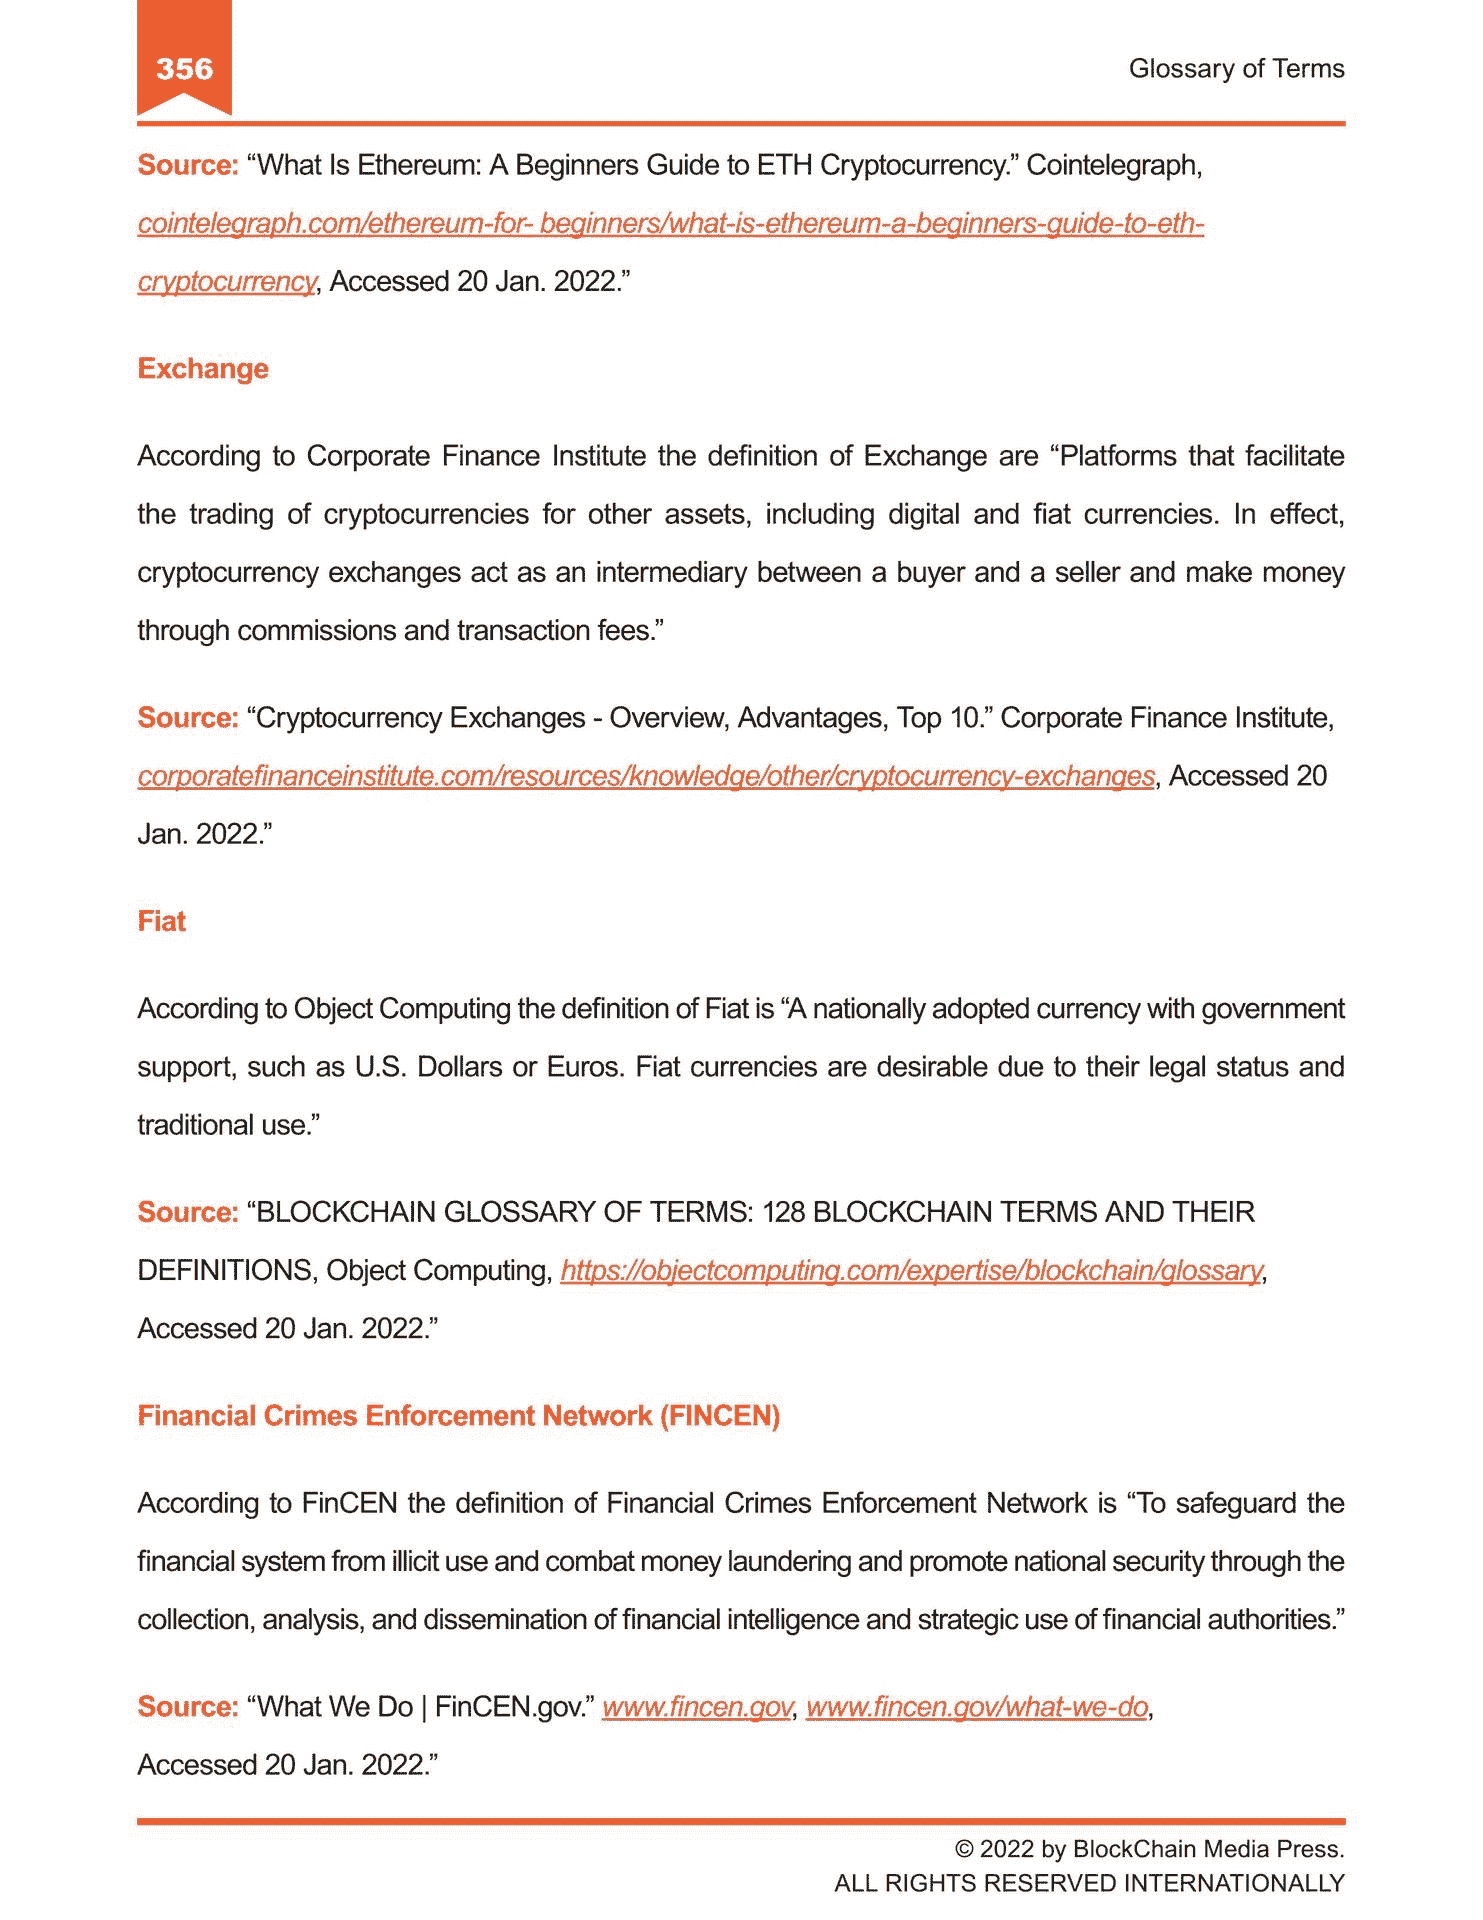 356
Glossary of Terms
Source: “What Is Ethereum: A Beginners Guide to ETH Cryptocurrency.” Cointelegraph,
cointelegraph.com/ethereum-for- beginners/what-is-ethereum-a-beginners-guide-to-eth-
cryptocurrency, Accessed 20 Jan. 2022.”
Exchange
According to Corporate Finance Institute the definition of Exchange are “Platforms that facilitate
the trading of cryptocurrencies for other assets, including digital and fiat currencies. In effect,
cryptocurrency exchanges act as an intermediary between a buyer and a seller and make money
through commissions and transaction fees.”
Source: “Cryptocurrency Exchanges - Overview, Advantages, Top 10.” Corporate Finance Institute,
corporatefinanceinstitute.com/resources/knowledge/other/cryptocurrency-exchanges, Accessed 20
Jan. 2022.”
Fiat
According to Object Computing the definition of Fiat is “A nationally adopted currency with government
support, such as U.S. Dollars or Euros. Fiat currencies are desirable due to their legal status and
traditional use.”
Source: “BLOCKCHAIN GLOSSARY OF TERMS: 128 BLOCKCHAIN TERMS AND THEIR
DEFINITIONS, Object Computing, https://objectcomputing.com/expertise/blockchain/glossary,
Accessed 20 Jan. 2022.”
Financial Crimes Enforcement Network (FINCEN)
According to FinCEN the definition of Financial Crimes Enforcement Network is “To safeguard the
financial system from illicit use and combat money laundering and promote national security through the
collection, analysis, and dissemination of financial intelligence and strategic use of financial authorities.”
Source: “What We Do | FinCEN.gov.” www.fincen.gov, www.fincen.gov/what-we-do,
Accessed 20 Jan. 2022.”
© 2022 by BlockChain Media Press.
ALL RIGHTS RESERVED INTERNATIONALLY